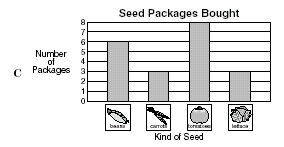 Seed Packages Bought
C
Number
of
Packages
8
7
6
5
4
3
2
1
0
beans
carrots
tomatoes
lettuce
Kind of Seed